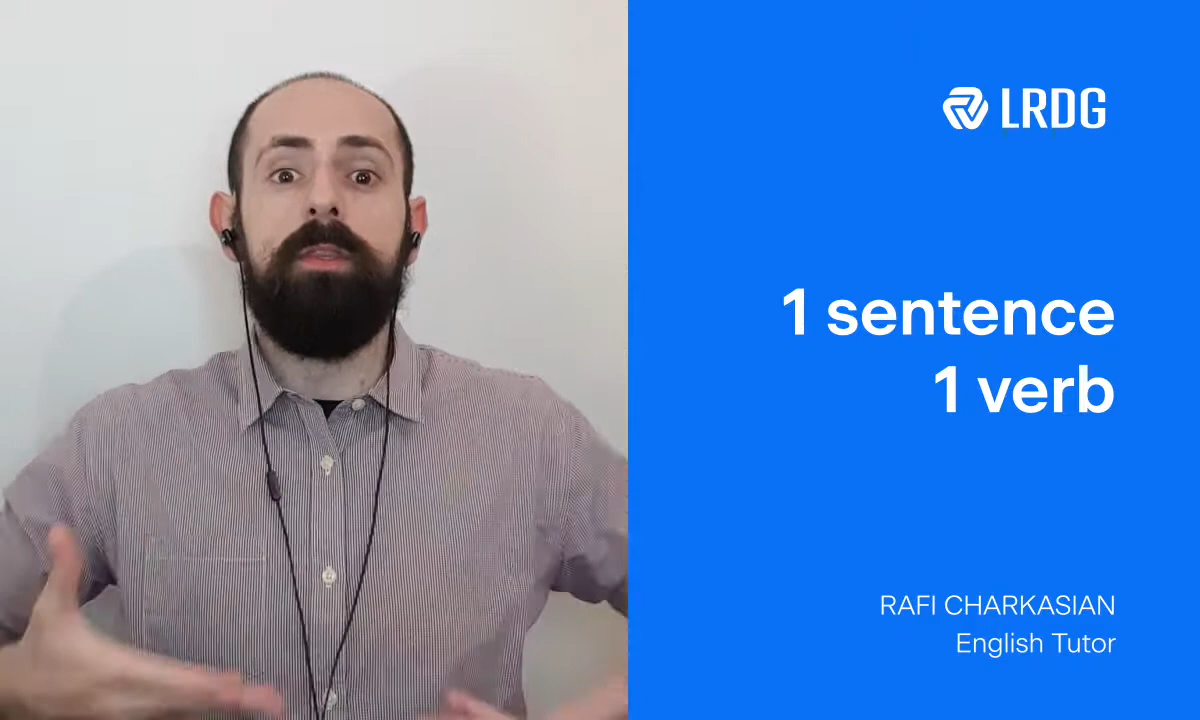 LRDG
1 sentence
1 verb
RAFI CHARKASIAN
English Tutor